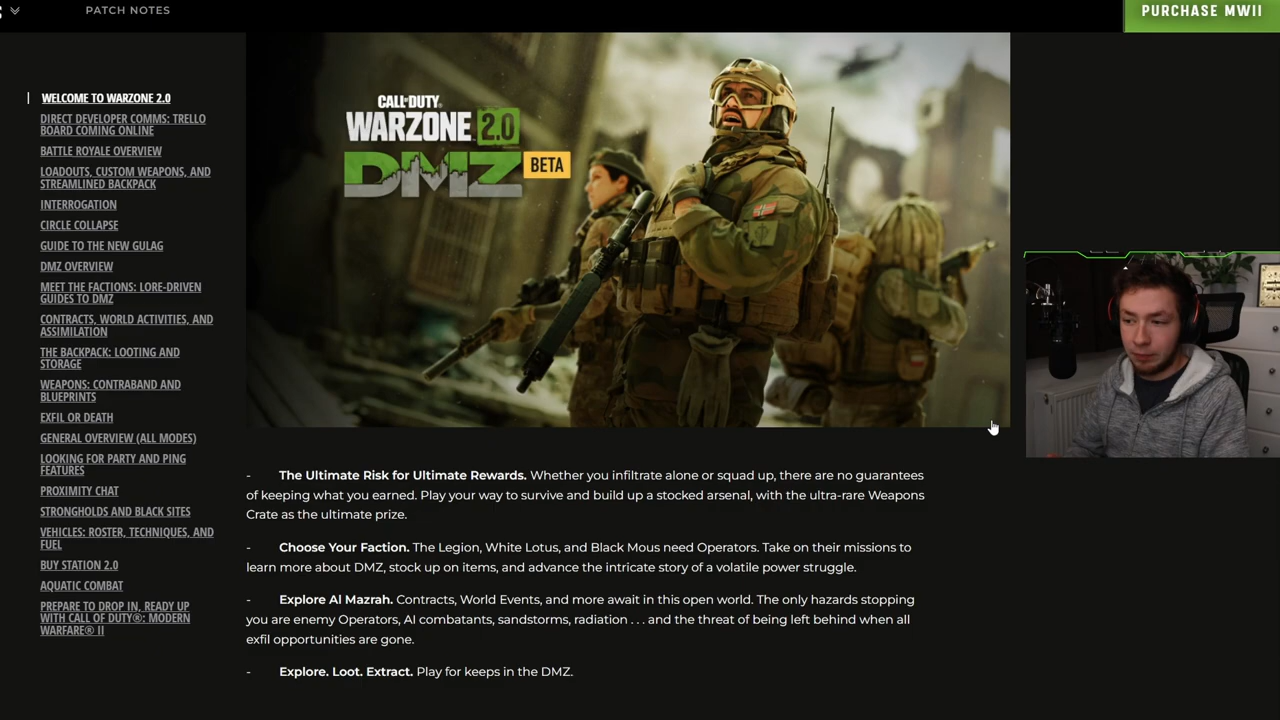 PATCH NOTES
PURCHASE MWII
WELCOME TO WARZONE 2.0
DIRECT DEVELOPER COMMS: TRELLO
BOARD COMING ONLINE
BATTLE ROYALE OVERVIEW
LOADOUTS, CUSTOM WEAPONS, AND
STREAMLINED BACKPACK
INTERROGATION
CIRCLE COLLAPSE
GUIDE TO THE NEW GULAG
DMZ OVERVIEW
MEET THE FACTIONS: LORE-DRIVEN
GUIDES TO DMZ
CONTRACTS, WORLD ACTIVITIES, AND
ASSIMILATION
THE BACKPACK: LOOTING AND
STORAGE
WEAPONS: CONTRABAND AND
BLUEPRINTS
EXFIL OR DEATH
GENERAL OVERVIEW (ALL MODES)
LOOKING FOR PARTY AND PING
FEATURES
PROXIMITY CHAT
STRONGHOLDS AND BLACK SITES
VEHICLES: ROSTER, TECHNIQUES, AND
FUEL
BUY STATION 2.0
AQUATIC COMBAT
PREPARE TO DROP IN, READY UP
WITH CALL OF DUTY®: MODERN
WARFARE® II
CALL OF DUTY
WARZONE 2.0
DMZ BETA
- The Ultimate Risk for Ultimate Rewards. Whether you infiltrate alone or squad up, there are no guarantees
of keeping what you earned. Play your way to survive and build up a stocked arsenal, with the ultra-rare Weapons
Crate as the ultimate prize.
- Choose Your Faction. The Legion, White Lotus, and Black Mous need Operators. Take on their missions to
learn more about DMZ, stock up on items, and advance the intricate story of a volatile power struggle.
- Explore Al Mazrah. Contracts, World Events, and more await in this open world. The only hazards stopping
you are enemy Operators, AI combatants, sandstorms, radiation . . . and the threat of being left behind when all
exfil opportunities are gone.
- Explore. Loot. Extract. Play for keeps in the DMZ.